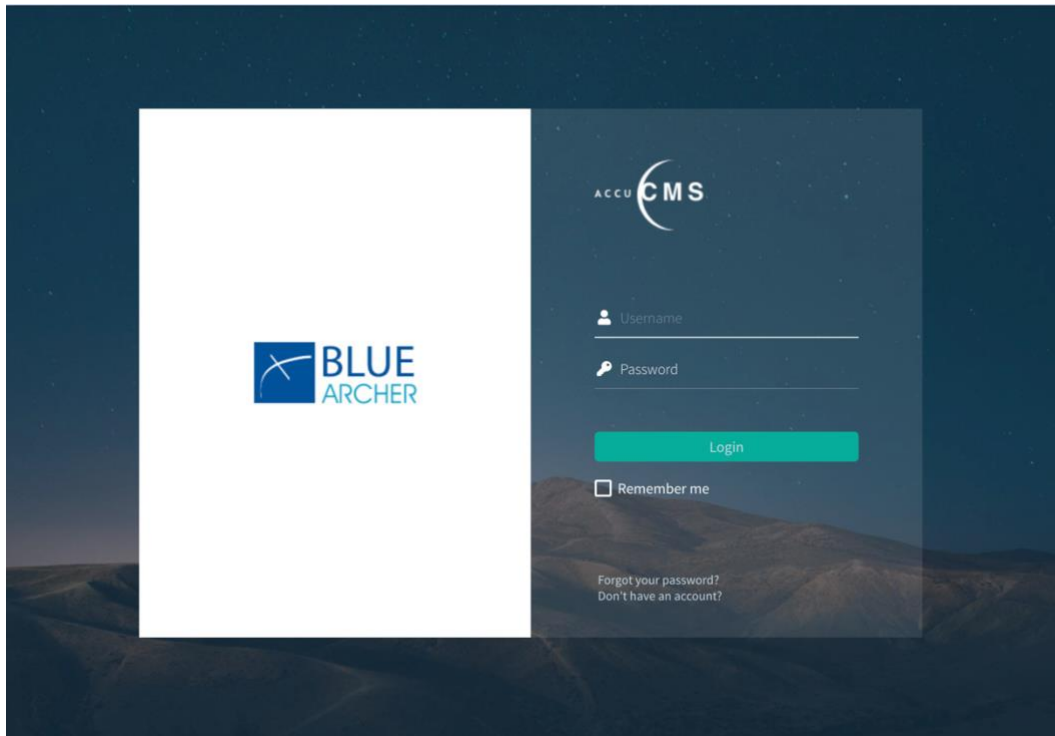 BLUE
ARCHER
ACCU CMS
Username
Password
Login
Remember me
Forgot your password?
Don't have an account?